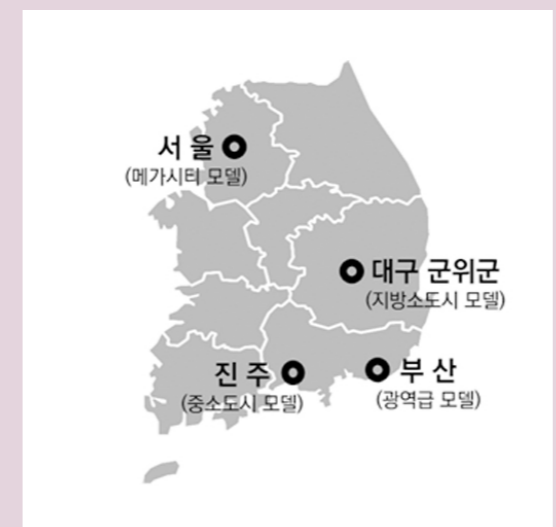 서 울
(메가시티 모델)
대구 군위군
(지방소도시 모델)
진 주
(중소도시 모델)
부 산
(광역급 모델)